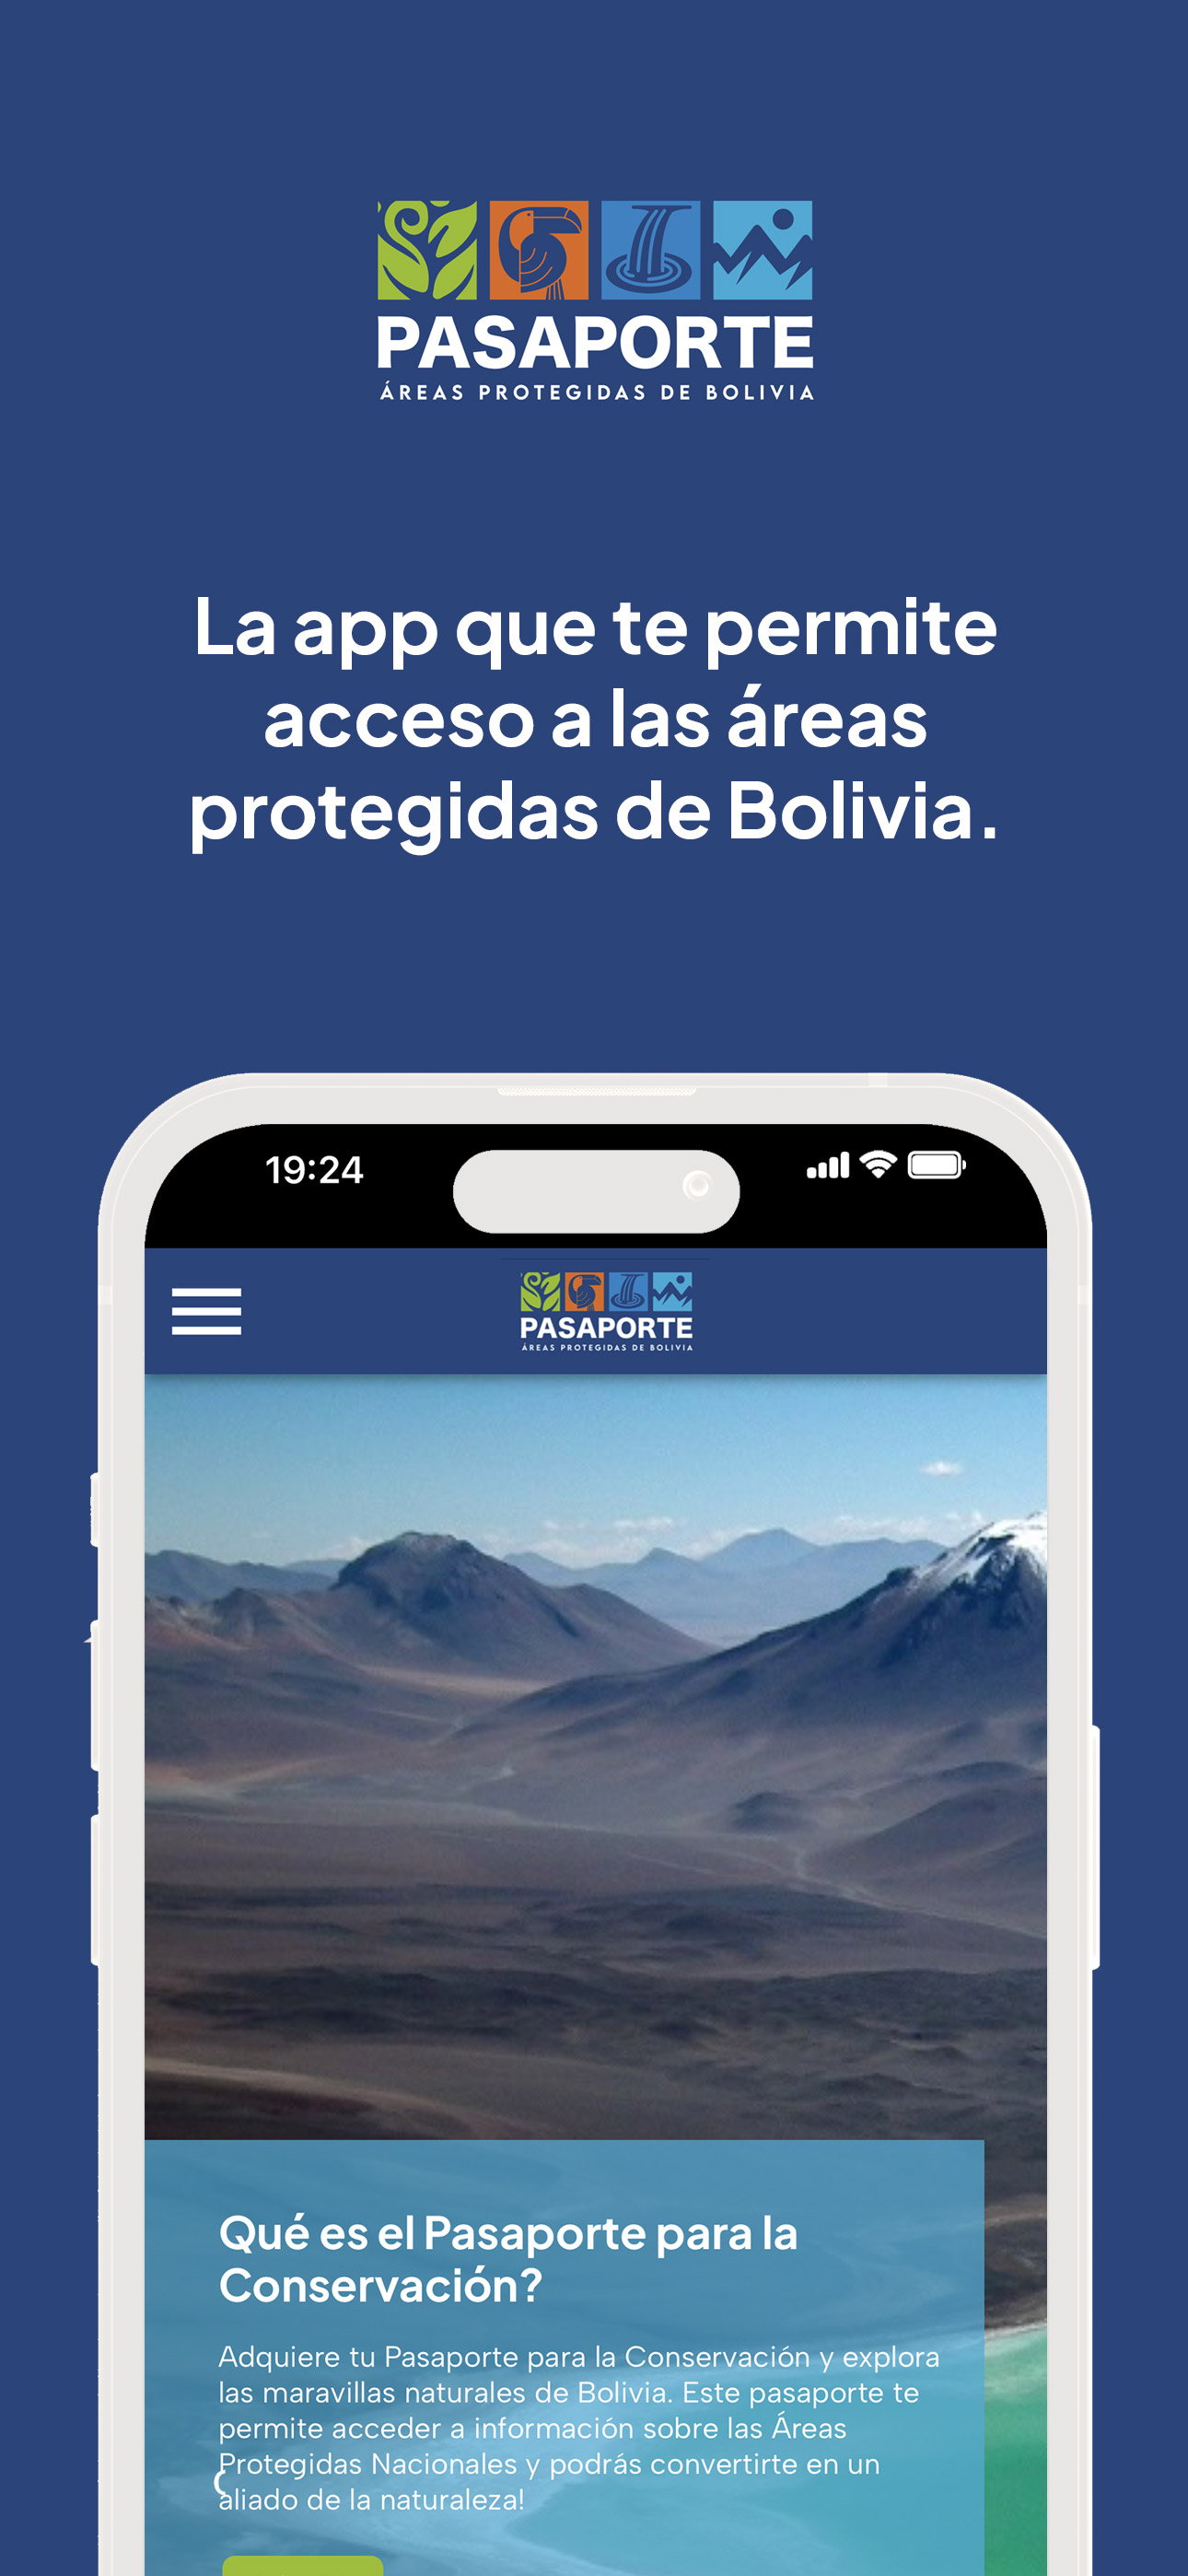 PASAPORTE
ÁREAS PROTEGIDAS DE BOLIVIA
La app que te permite
acceso a las áreas
protegidas de Bolivia.
19:24
PASAPORTE
ÁREAS PROTEGIDAS DE BOLIVIA
Qué es el Pasaporte para la
Conservación?
Adquiere tu Pasaporte para la Conservación y explora
las maravillas naturales de Bolivia. Este pasaporte te
permite acceder a información sobre las Áreas
Protegidas Nacionales y podrás convertirte en un
aliado de la naturaleza!